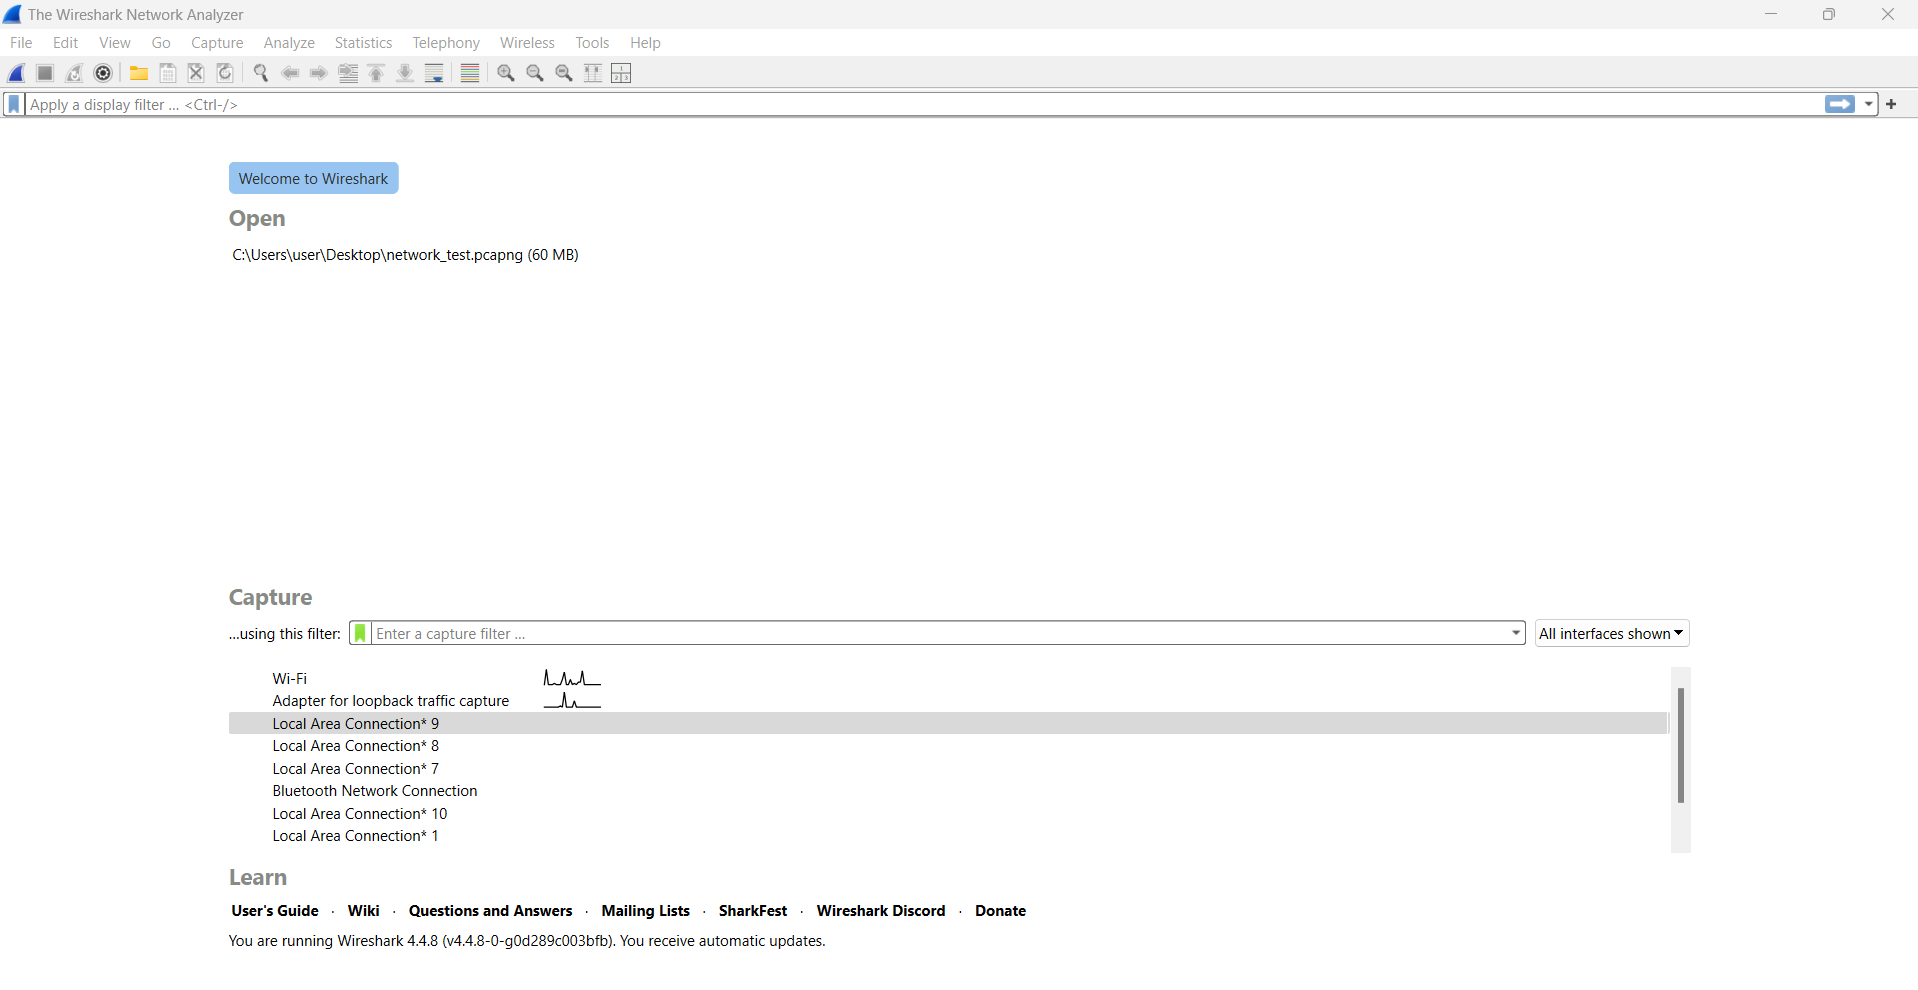 The Wireshark Network Analyzer
File Edit View Go Capture Analyze Statistics Telephony Wireless Tools Help
Apply a display filter ... <Ctrl-/>
Welcome to Wireshark
Open
C:\Users\user\Desktop\network_test.pcapng (60 MB)
Capture
...using this filter: Enter a capture filter ... All interfaces shown
Wi-Fi
Adapter for loopback traffic capture
Local Area Connection* 9
Local Area Connection* 8
Local Area Connection* 7
Bluetooth Network Connection
Local Area Connection* 10
Local Area Connection* 1
Learn
User's Guide · Wiki · Questions and Answers · Mailing Lists · SharkFest · Wireshark Discord · Donate
You are running Wireshark 4.4.8 (v4.4.8-0-g0d289c003bfb). You receive automatic updates.